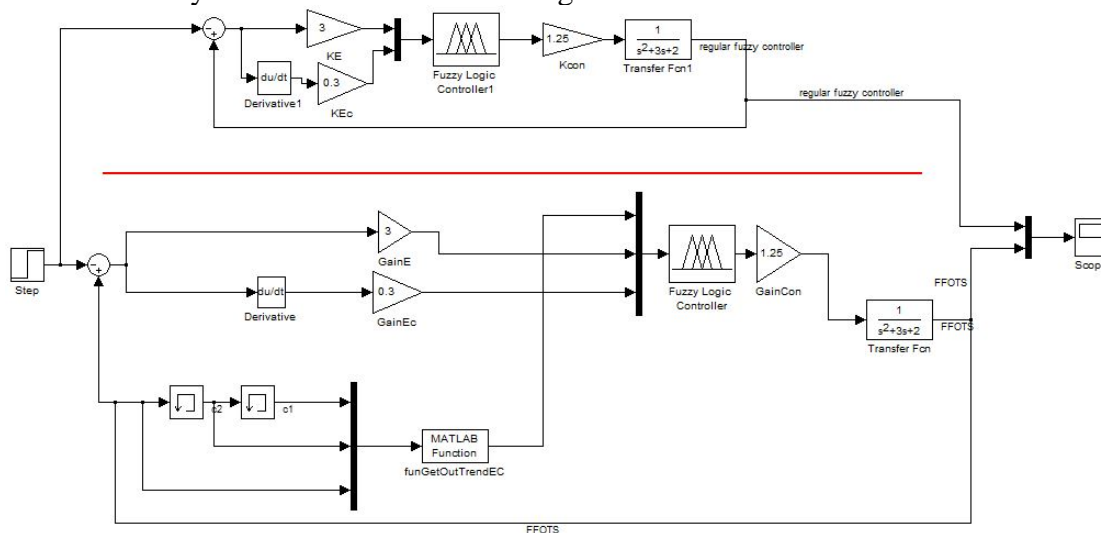 3
KE
du/dt
Derivative1
0.3
KEc
Fuzzy Logic
Controller1
1.25
Kcon
1
s2+3s+2
Transfer Fcn1
regular fuzzy controller
regular fuzzy controller
Step
3
GainE
du/dt
Derivative
0.3
GainEc
Fuzzy Logic
Controller
1.25
GainCon
1
s2+3s+2
Transfer Fcn
FFOTS
FFOTS
Scop
c2
c1
MATLAB
Function
funGetOutTrendEC
FFOTS